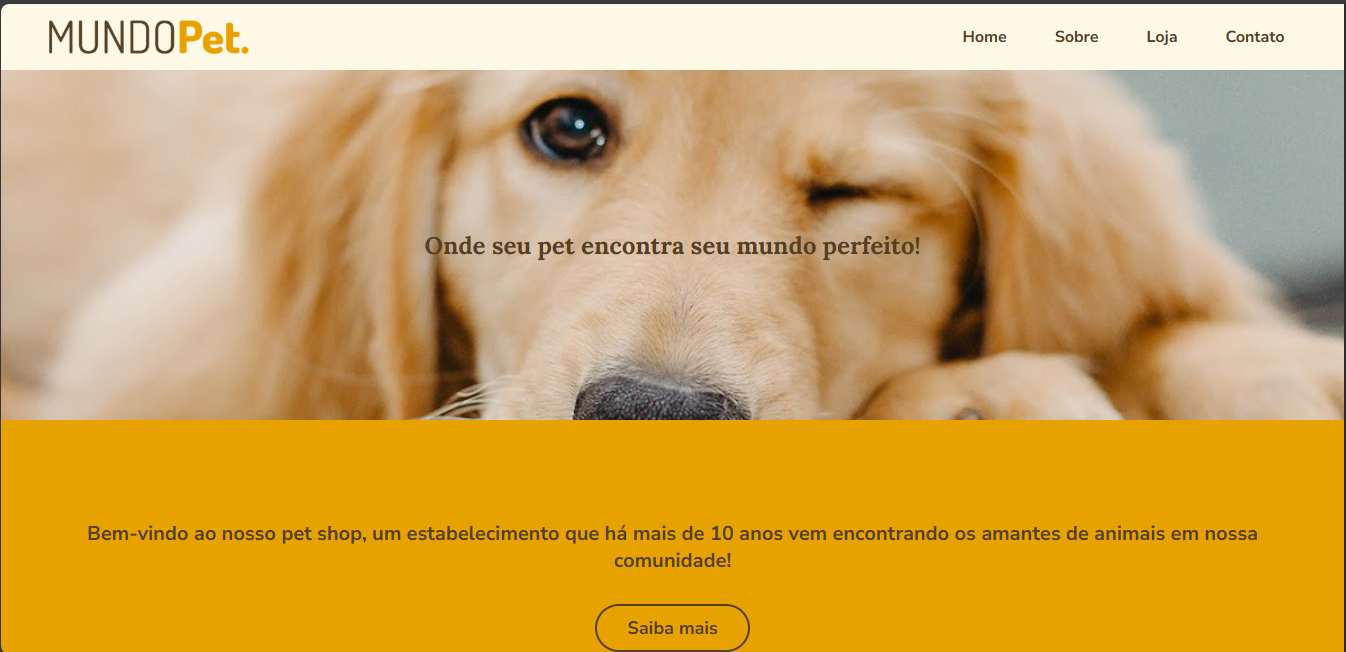 MUNDOPet.
Home Sobre Loja Contato
Onde seu pet encontra seu mundo perfeito!
Bem-vindo ao nosso pet shop, um estabelecimento que há mais de 10 anos vem encontrando os amantes de animais em nossa
comunidade!
Saiba mais